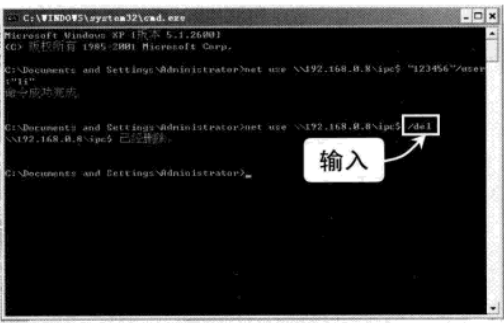 C:\WINDOWS\system32\cmd.exe
Microsoft Windows XP [版本 5.1.2600]
(C) 版权所有 1985-2001 Microsoft Corp.
C:\Documents and Settings\Administrator>net use \\192.168.0.8\ipc$ "123456"/user
:"li"
命令成功完成。
C:\Documents and Settings\Administrator>net use \\192.168.0.8\ipc$ /del
\\192.168.0.8\ipc$ 已经删除。
输入
C:\Documents and Settings\Administrator>_